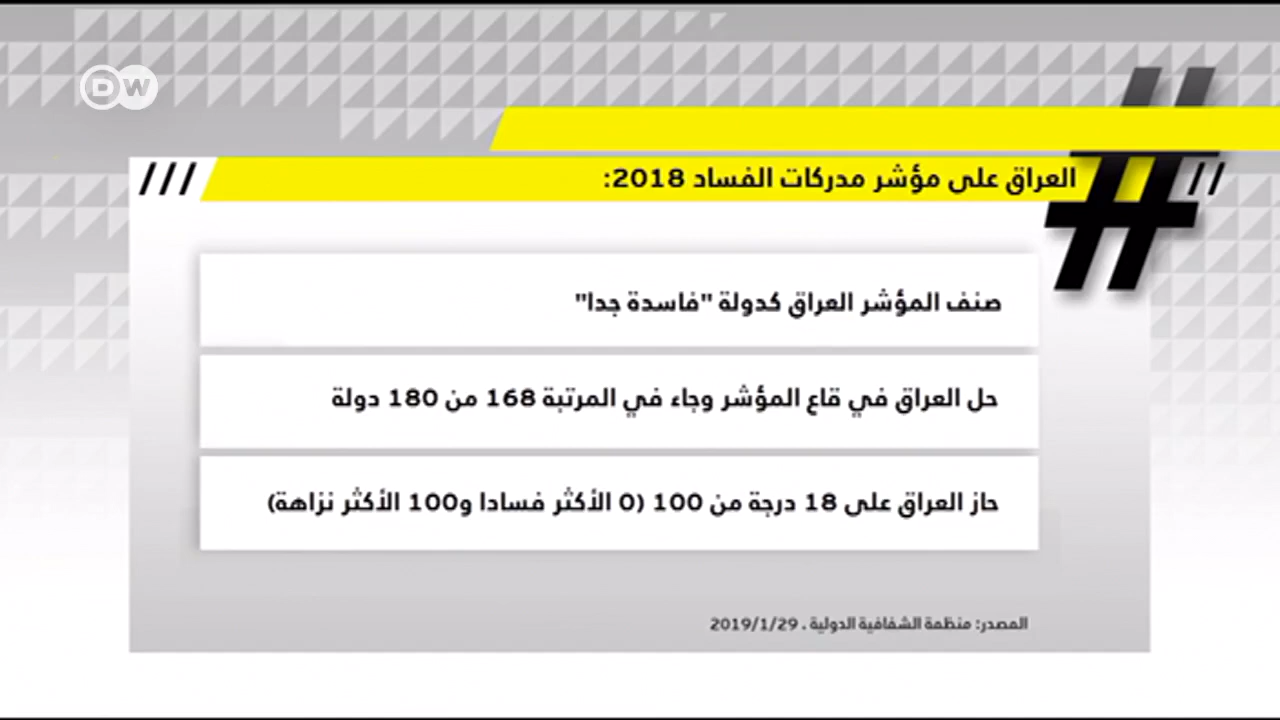 DW
العراق على مؤشر مدركات الفساد 2018:
صنف المؤشر العراق كدولة "فاسدة جدا"
حل العراق في قاع المؤشر وجاء في المرتبة 168 من 180 دولة
حاز العراق على 18 درجة من 100 (0 الأكثر فسادا و100 الأكثر نزاهة)
المصدر: منظمة الشفافية الدولية . 2019/1/29